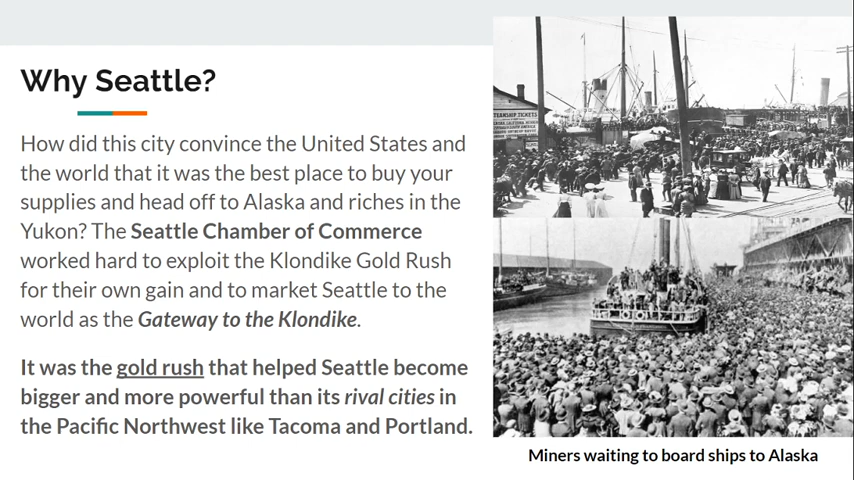 Why Seattle?
How did this city convince the United States and
the world that it was the best place to buy your
supplies and head off to Alaska and riches in the
Yukon? The Seattle Chamber of Commerce
worked hard to exploit the Klondike Gold Rush
for their own gain and to market Seattle to the
world as the Gateway to the Klondike.
It was the gold rush that helped Seattle become
bigger and more powerful than its rival cities in
the Pacific Northwest like Tacoma and Portland.
TEAMSHIP TICKETS
Miners waiting to board ships to Alaska